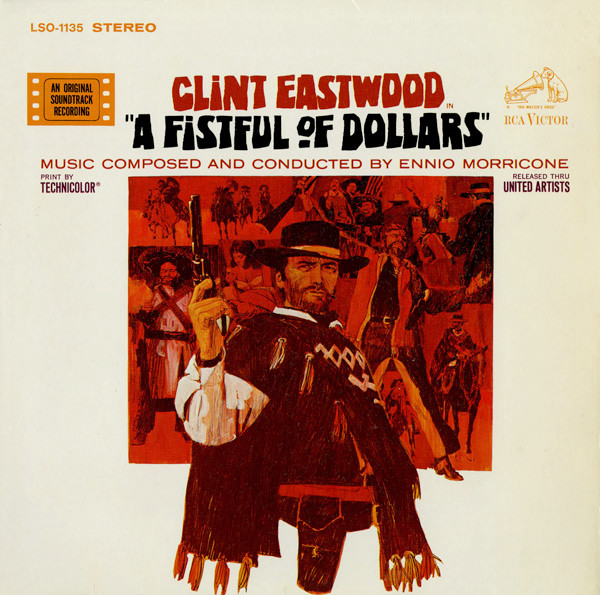 LSO-1135 STEREO
AN ORIGINAL
SOUNDTRACK
RECORDING
CLINT EASTWOOD
IN
"A FISTFUL OF DOLLARS"
"HIS MASTER'S VOICE"
RCA VICTOR
MUSIC COMPOSED AND CONDUCTED BY ENNIO MORRICONE
PRINT BY
TECHNICOLOR®
RELEASED THRU
UNITED ARTISTS